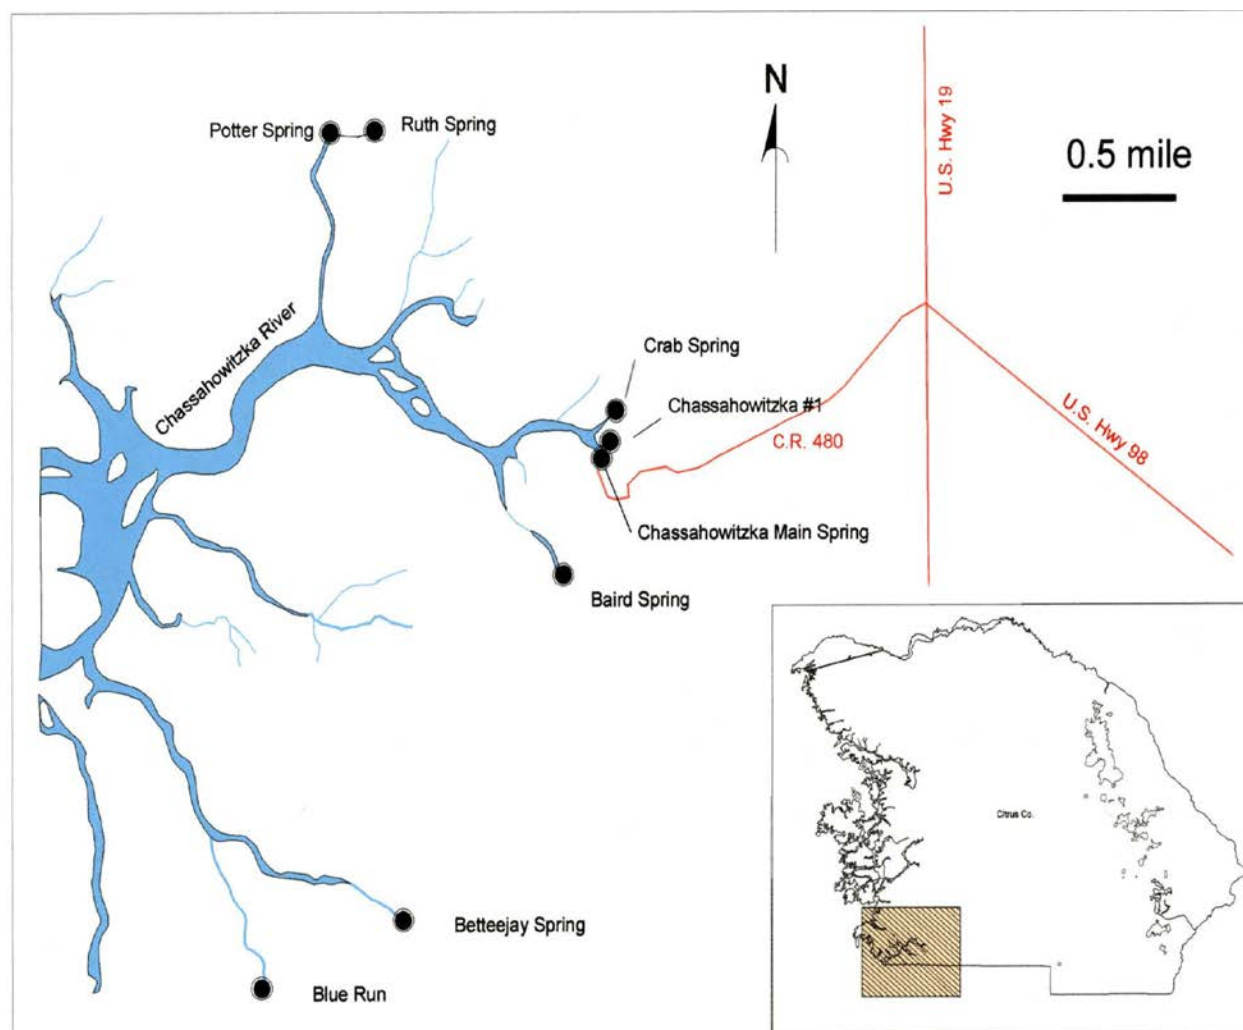 N
U.S. Hwy 19
0.5 mile
Potter Spring
Ruth Spring
Chassahowitzka River
Crab Spring
Chassahowitzka #1
C.R. 480
U.S. Hwy 98
Chassahowitzka Main Spring
Baird Spring
Citrus Co.
Betteejay Spring
Blue Run